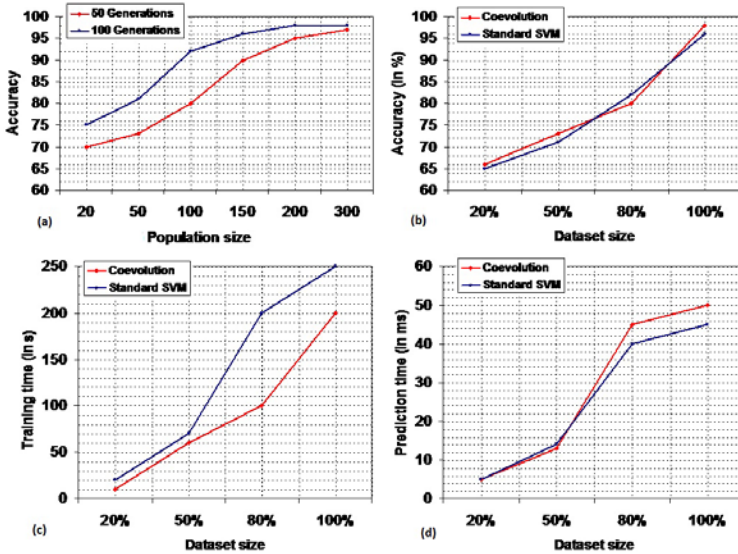 50 Generations
100 Generations
100
95
90
85
80
75
70
65
60
Accuracy
20 50 100 150 200 300
(a)
Population size
Coevolution
Standard SVM
100
95
90
85
80
75
70
65
60
Accuracy (in %)
20% 50% 80% 100%
(b)
Dataset size
Coevolution
Standard SVM
250
200
150
100
50
0
Training time (in s)
20% 50% 80% 100%
(c)
Dataset size
Coevolution
Standard SVM
60
50
40
30
20
10
0
Prediction time (in ms)
20% 50% 80% 100%
(d)
Dataset size